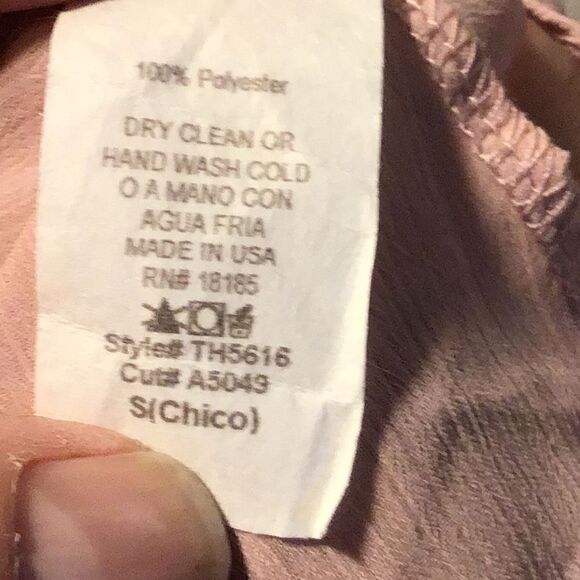 100% Polyester
DRY CLEAN OR
HAND WASH COLD
O A MANO CON
AGUA FRIA
MADE IN USA
RN# 18185
Style# TH5616
Cut# A5049
S(Chico)